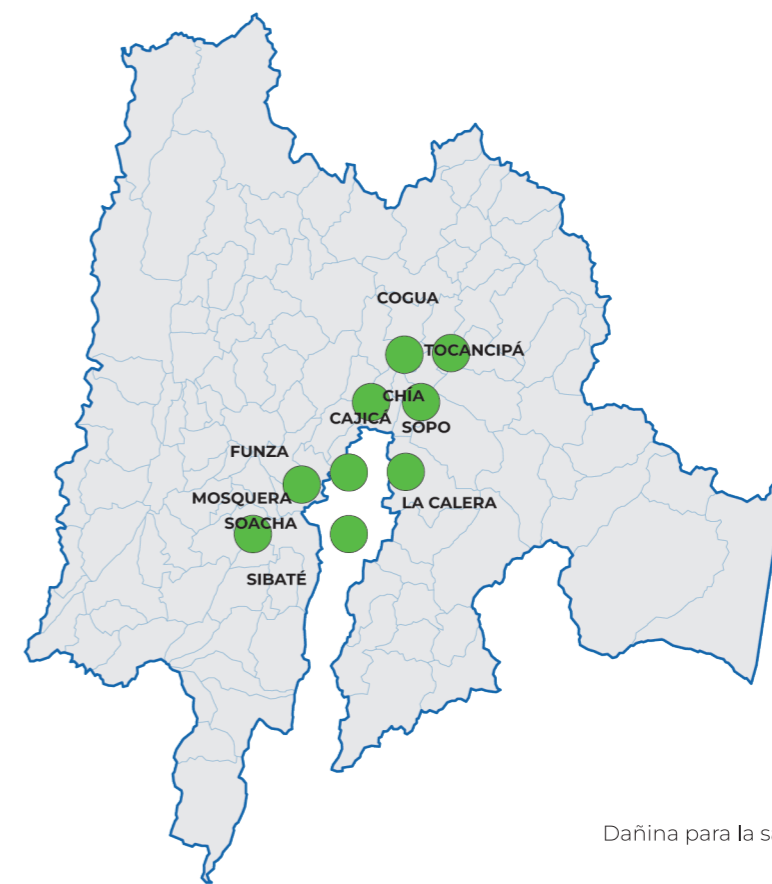 COGUA
TOCANCIPÁ
CHÍA
CAJICÁ
SOPO
FUNZA
MOSQUERA
LA CALERA
SOACHA
SIBATÉ
Dañina para la